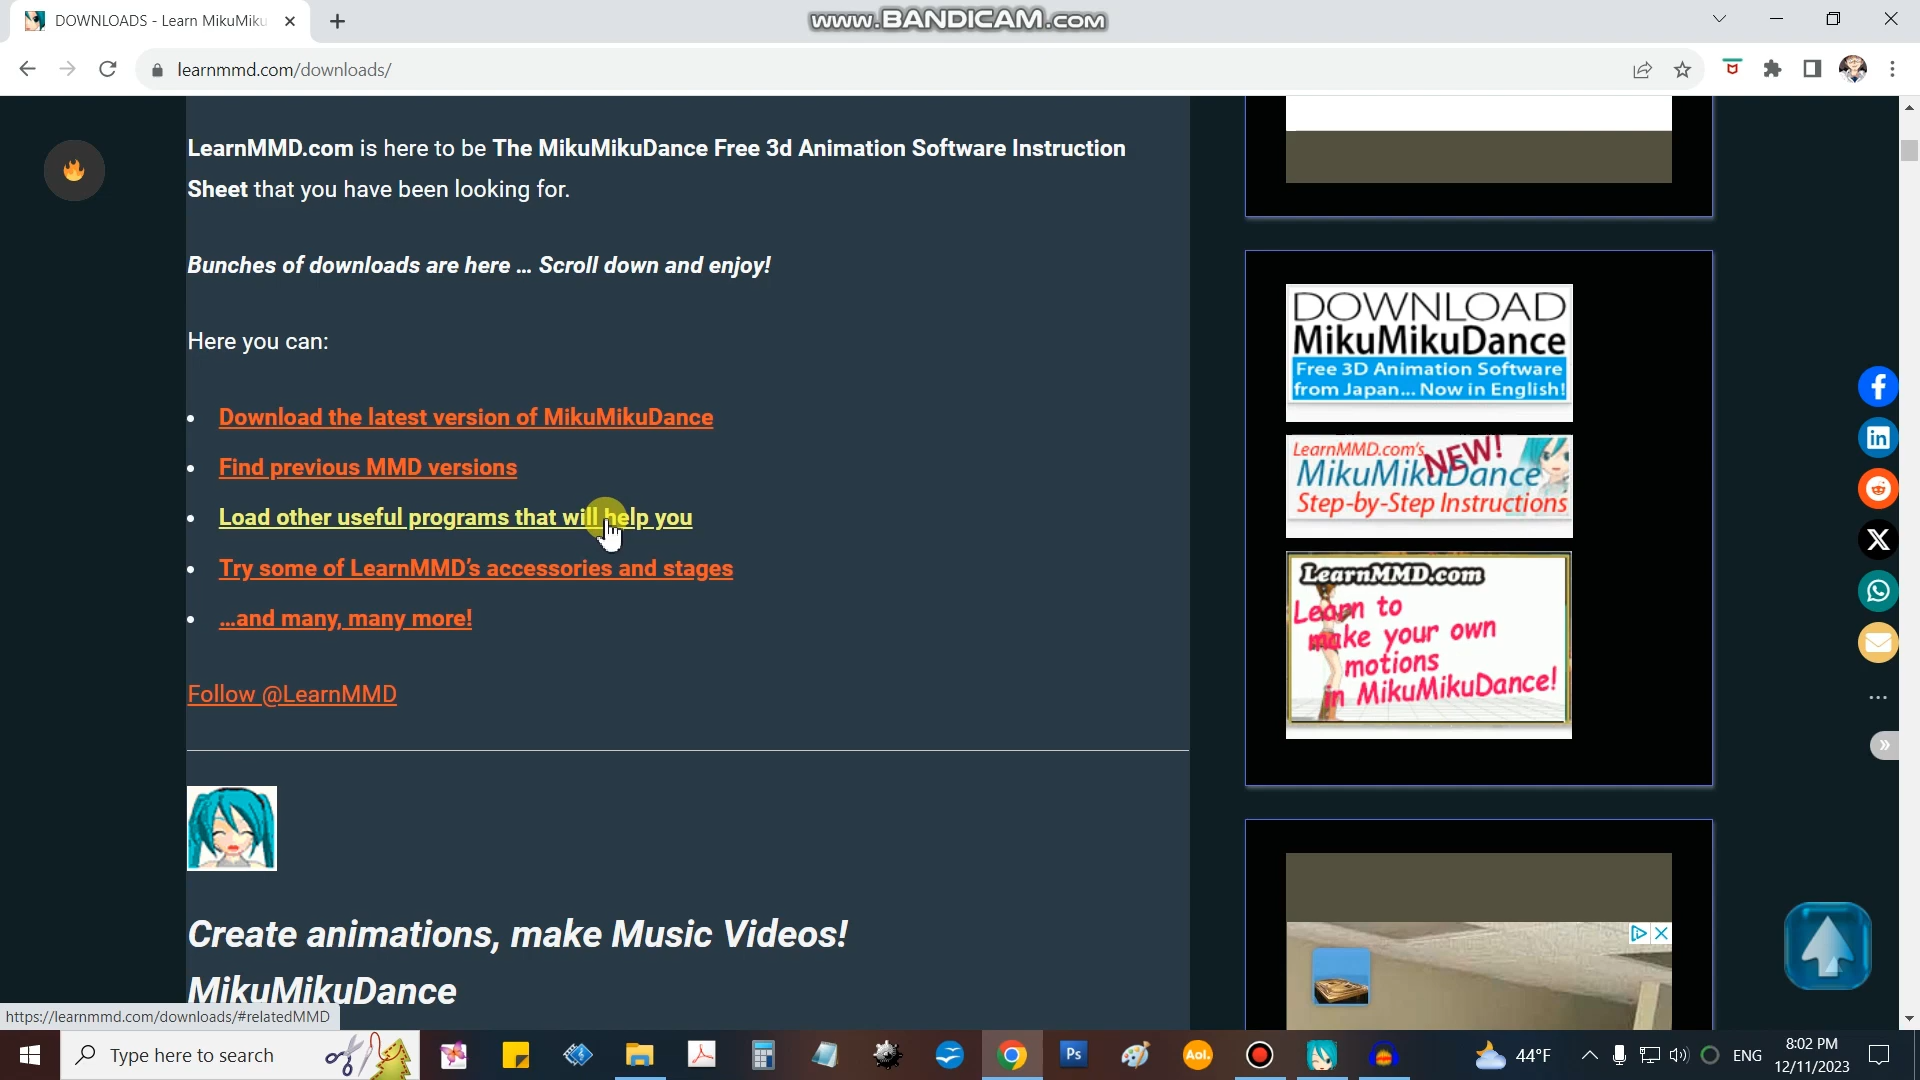 DOWNLOADS - Learn MikuMiku
www.BANDICAM.com
learnmmd.com/downloads/
LearnMMD.com is here to be The MikuMikuDance Free 3d Animation Software Instruction
Sheet that you have been looking for.
Bunches of downloads are here ... Scroll down and enjoy!
Here you can:
• Download the latest version of MikuMikuDance
• Find previous MMD versions
• Load other useful programs that will help you
• Try some of LearnMMD's accessories and stages
• ...and many, many more!
Follow @LearnMMD
Create animations, make Music Videos!
MikuMikuDance
DOWNLOAD
MikuMikuDance
Free 3D Animation Software
from Japan... Now in English!
LearnMMD.com's NEW!
MikuMikuDance
Step-by-Step Instructions
LearnMMD.com
Learn to
make your own
motions
in MikuMikuDance!
https://learnmmd.com/downloads/#relatedMMD
Type here to search
Ps
Aol.
44°F
ENG
8:02 PM
12/11/2023